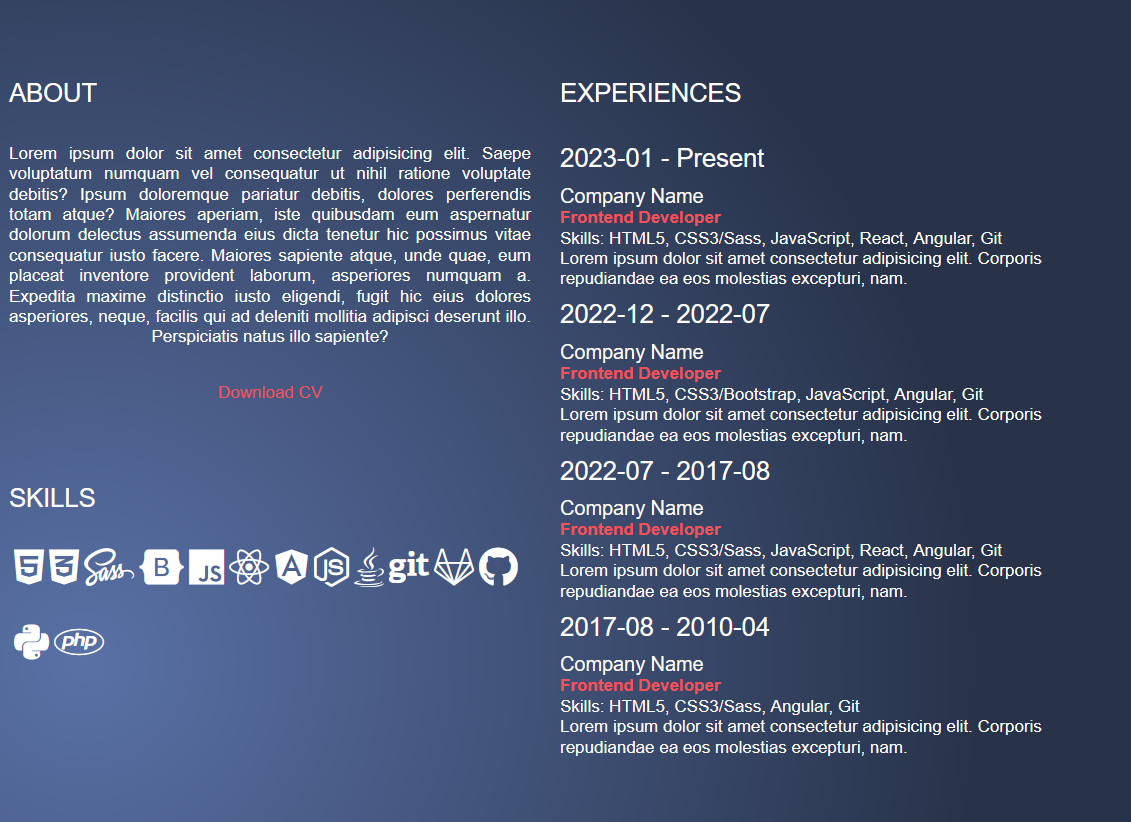 ABOUT
Lorem ipsum dolor sit amet consectetur adipisicing elit. Saepe
voluptatum numquam vel consequatur ut nihil ratione voluptate
debitis? Ipsum doloremque pariatur debitis, dolores perferendis
totam atque? Maiores aperiam, iste quibusdam eum aspernatur
dolorum delectus assumenda eius dicta tenetur hic possimus vitae
consequatur iusto facere. Maiores sapiente atque, unde quae, eum
placeat inventore provident laborum, asperiores numquam a.
Expedita maxime distinctio iusto eligendi, fugit hic eius dolores
asperiores, neque, facilis qui ad deleniti mollitia adipisci deserunt illo.
Perspiciatis natus illo sapiente?
Download CV
SKILLS
5 3 Sass B JS A JS git
php
EXPERIENCES
2023-01 - Present
Company Name
Frontend Developer
Skills: HTML5, CSS3/Sass, JavaScript, React, Angular, Git
Lorem ipsum dolor sit amet consectetur adipisicing elit. Corporis
repudiandae ea eos molestias excepturi, nam.
2022-12 - 2022-07
Company Name
Frontend Developer
Skills: HTML5, CSS3/Bootstrap, JavaScript, Angular, Git
Lorem ipsum dolor sit amet consectetur adipisicing elit. Corporis
repudiandae ea eos molestias excepturi, nam.
2022-07 - 2017-08
Company Name
Frontend Developer
Skills: HTML5, CSS3/Sass, JavaScript, React, Angular, Git
Lorem ipsum dolor sit amet consectetur adipisicing elit. Corporis
repudiandae ea eos molestias excepturi, nam.
2017-08 - 2010-04
Company Name
Frontend Developer
Skills: HTML5, CSS3/Sass, Angular, Git
Lorem ipsum dolor sit amet consectetur adipisicing elit. Corporis
repudiandae ea eos molestias excepturi, nam.